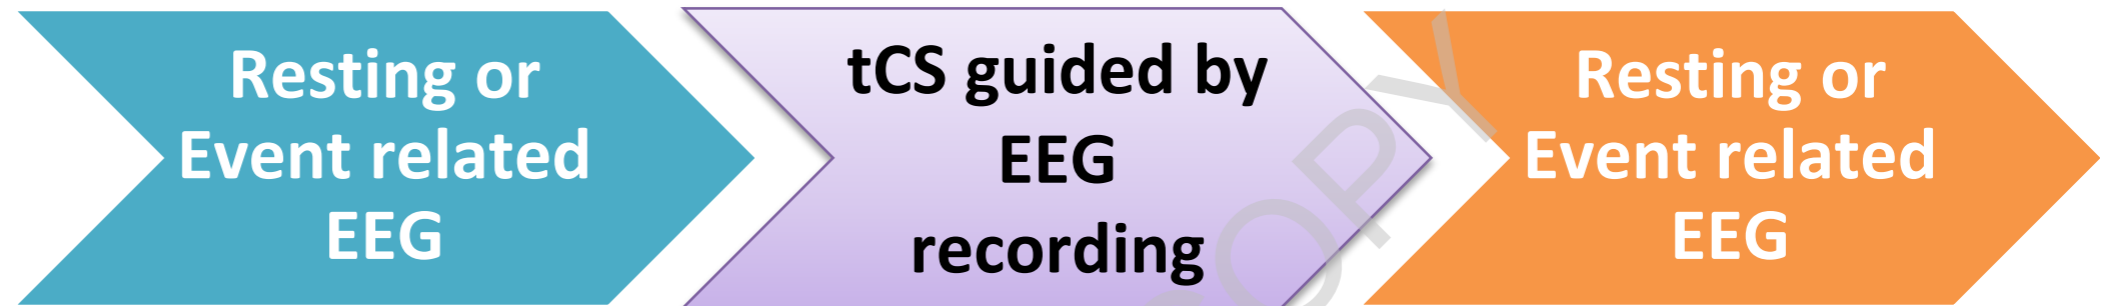 Resting or
Event related
EEG
tCS guided by
EEG
recording
Resting or
Event related
EEG